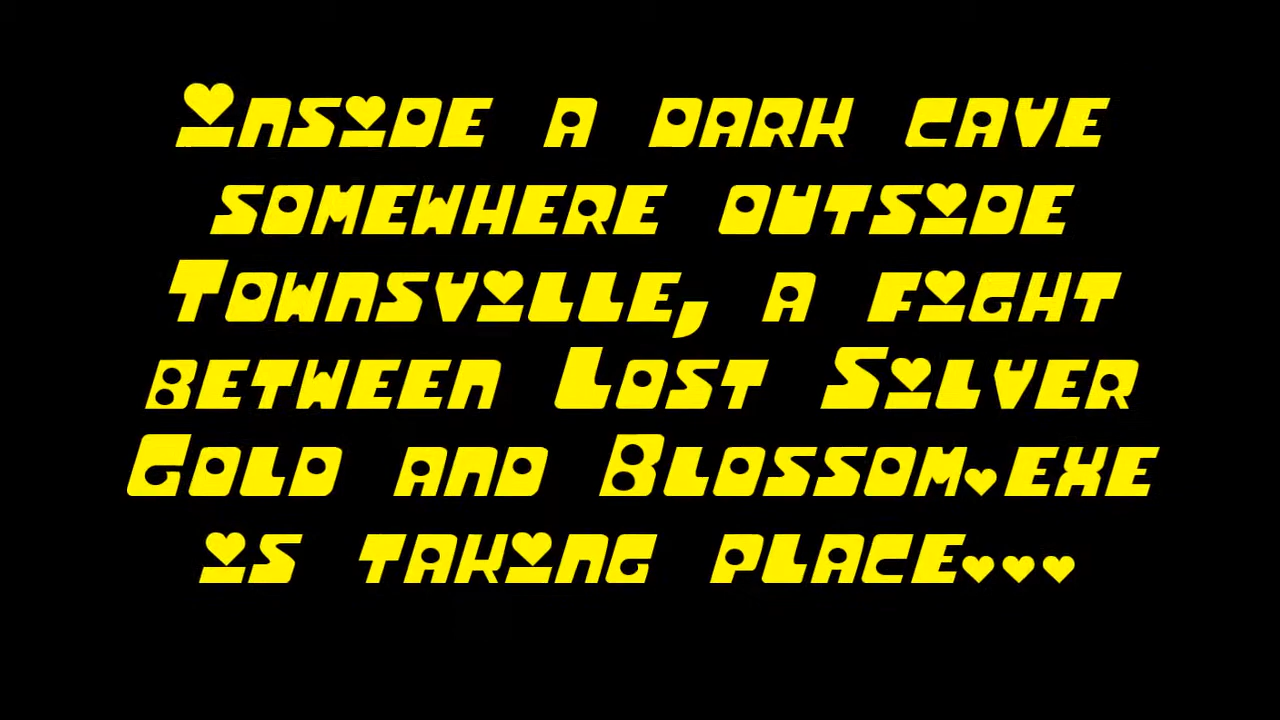 Inside a dark cave
somewhere outside
Townsville, a fight
between Lost Silver
Gold and Blossom.exe
is taking place...